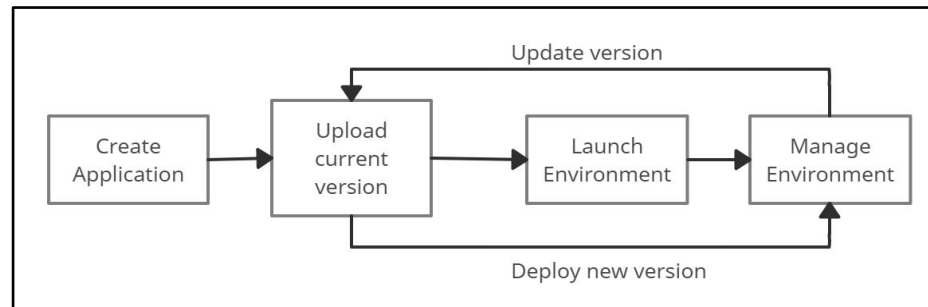 Update version
Create
Application
Upload
current
version
Launch
Environment
Manage
Environment
Deploy new version